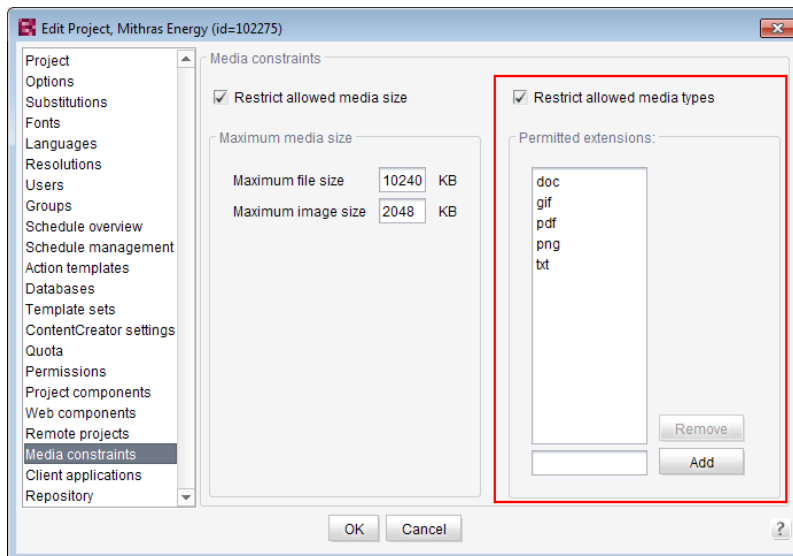 Edit Project, Mithras Energy (id=102275)
Project
Options
Substitutions
Fonts
Languages
Resolutions
Users
Groups
Schedule overview
Schedule management
Action templates
Databases
Template sets
ContentCreator settings
Quota
Permissions
Project components
Web components
Remote projects
Media constraints
Client applications
Repository
Media constraints
Restrict allowed media size
Maximum media size
Maximum file size 10240 KB
Maximum image size 2048 KB
Restrict allowed media types
Permitted extensions:
doc
gif
pdf
png
txt
Remove
Add
OK Cancel
?